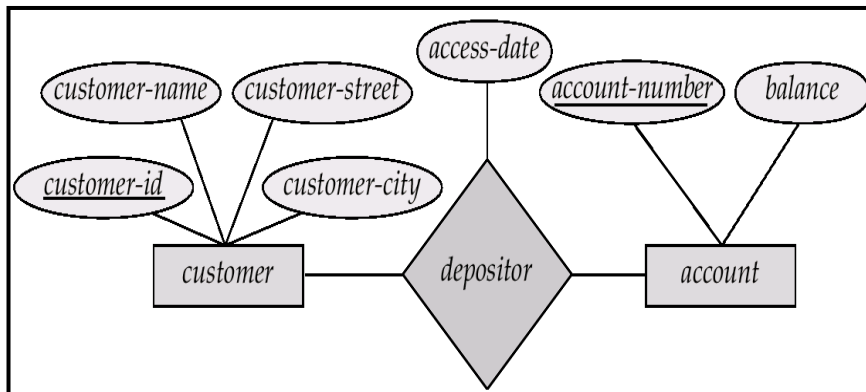 access-date
customer-name
customer-street
account-number
balance
customer-id
customer-city
customer
depositor
account